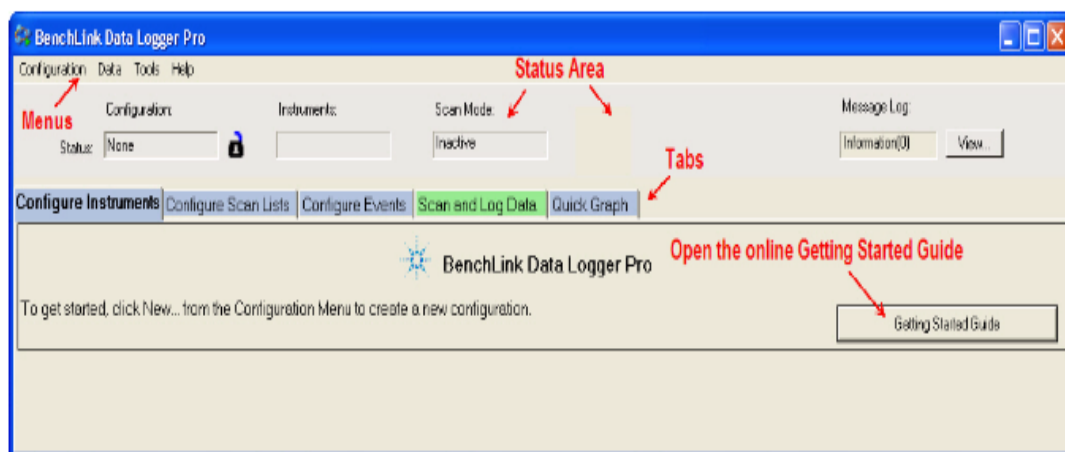 BenchLink Data Logger Pro
Configuration Data Tools Help
Status Area
Menus
Configuration:
Instruments:
Scan Mode:
Message Log:
Status:
None
Inactive
Information(0)
View...
Tabs
Configure Instruments
Configure Scan Lists
Configure Events
Scan and Log Data
Quick Graph
BenchLink Data Logger Pro
Open the online Getting Started Guide
To get started, click New... from the Configuration Menu to create a new configuration.
Getting Started Guide